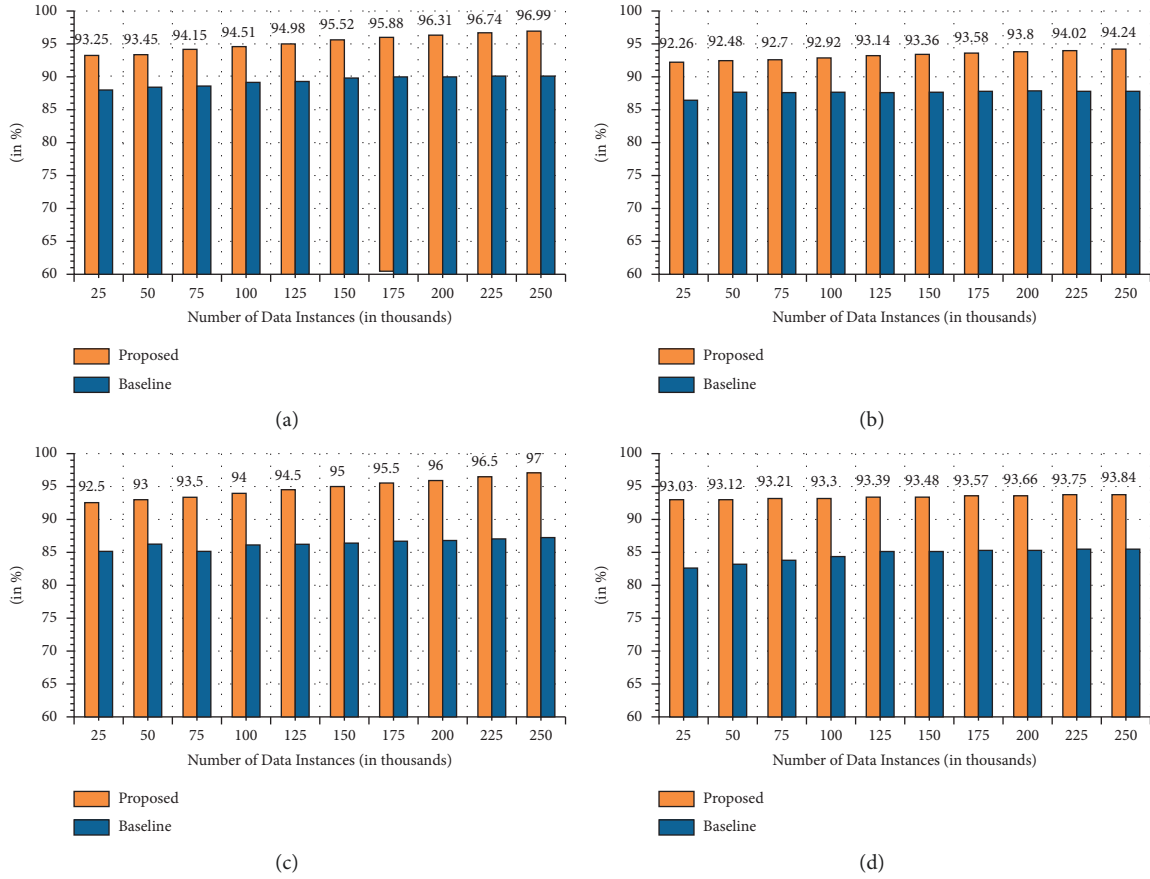 100
95
90
85
80
75
70
65
60
(in %)
93.25 93.45 94.15 94.51 94.98 95.52 95.88 96.31 96.74 96.99
25 50 75 100 125 150 175 200 225 250
Number of Data Instances (in thousands)
Proposed
Baseline
(a)
100
95
90
85
80
75
70
65
60
(in %)
92.26 92.48 92.7 92.92 93.14 93.36 93.58 93.8 94.02 94.24
25 50 75 100 125 150 175 200 225 250
Number of Data Instances (in thousands)
Proposed
Baseline
(b)
100
95
90
85
80
75
70
65
60
(in %)
92.5 93 93.5 94 94.5 95 95.5 96 96.5 97
25 50 75 100 125 150 175 200 225 250
Number of Data Instances (in thousands)
Proposed
Baseline
(c)
100
95
90
85
80
75
70
65
60
(in %)
93.03 93.12 93.21 93.3 93.39 93.48 93.57 93.66 93.75 93.84
25 50 75 100 125 150 175 200 225 250
Number of Data Instances (in thousands)
Proposed
Baseline
(d)